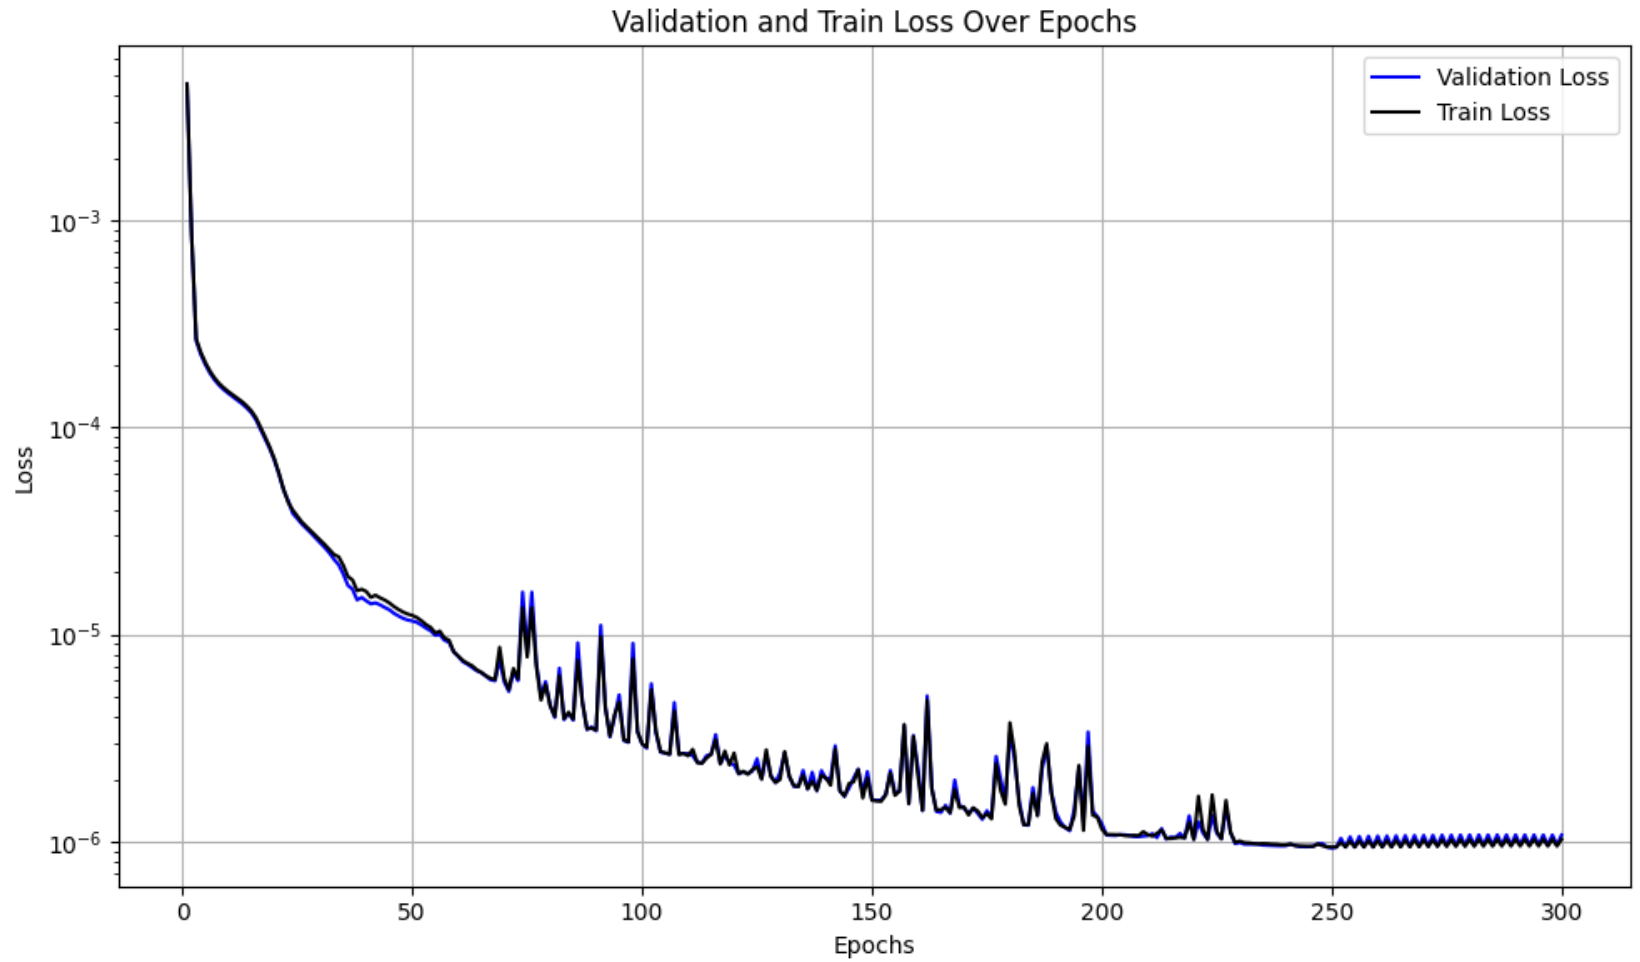 Validation and Train Loss Over Epochs
Validation Loss
Train Loss
Loss
10⁻³
10⁻⁴
10⁻⁵
10⁻⁶
0 50 100 150 200 250 300
Epochs